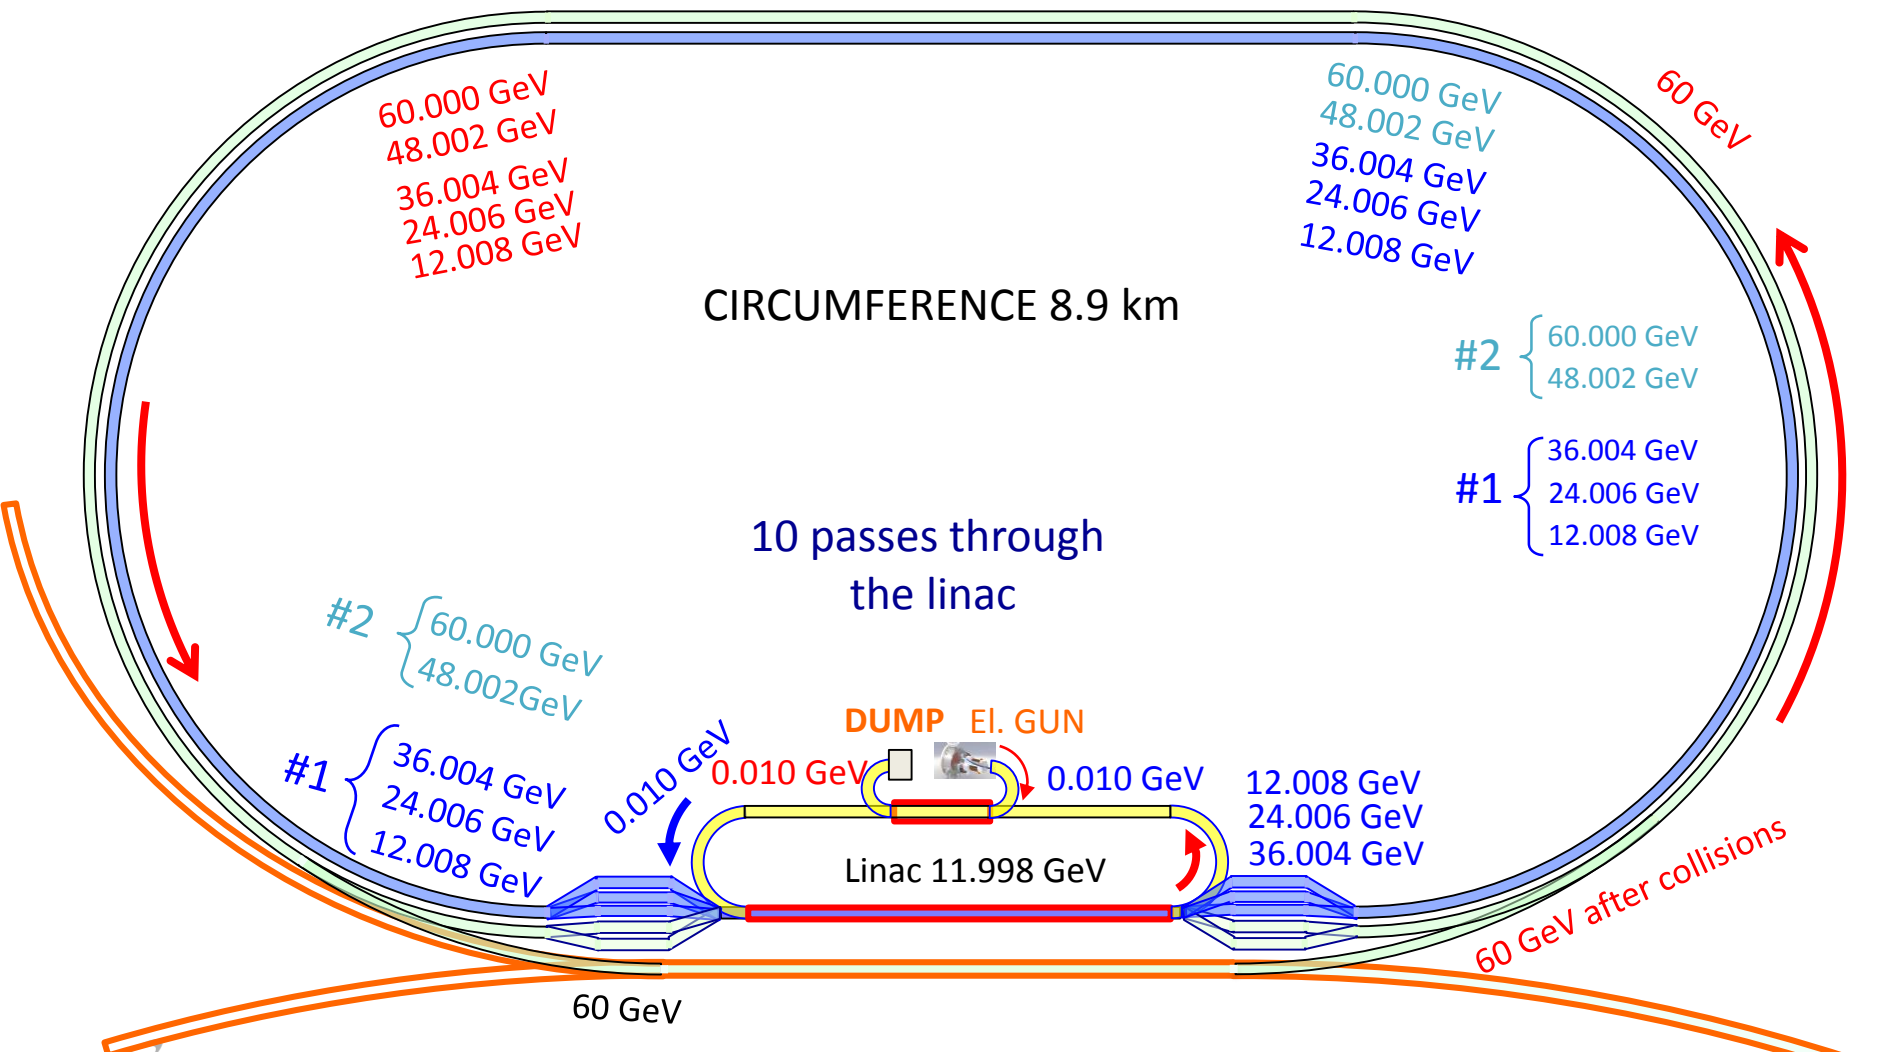 60.000 GeV
48.002 GeV
36.004 GeV
24.006 GeV
12.008 GeV
60.000 GeV
48.002 GeV
36.004 GeV
24.006 GeV
12.008 GeV
60 GeV
CIRCUMFERENCE 8.9 km
#2
60.000 GeV
48.002 GeV
#1
36.004 GeV
24.006 GeV
12.008 GeV
10 passes through
the linac
#2
60.000 GeV
48.002GeV
#1
36.004 GeV
24.006 GeV
12.008 GeV
0.010 GeV
DUMP El. GUN
0.010 GeV
0.010 GeV
12.008 GeV
24.006 GeV
36.004 GeV
Linac 11.998 GeV
60 GeV after collisions
60 GeV